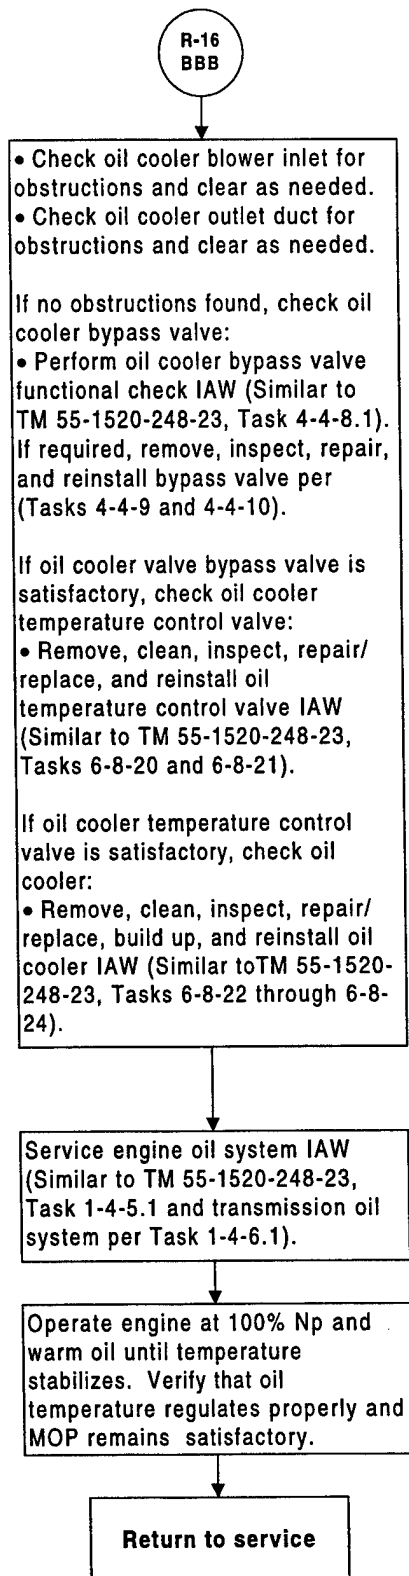 R-16
BBB
• Check oil cooler blower inlet for
obstructions and clear as needed.
• Check oil cooler outlet duct for
obstructions and clear as needed.
If no obstructions found, check oil
cooler bypass valve:
• Perform oil cooler bypass valve
functional check IAW (Similar to
TM 55-1520-248-23, Task 4-4-8.1).
If required, remove, inspect, repair,
and reinstall bypass valve per
(Tasks 4-4-9 and 4-4-10).
If oil cooler valve bypass valve is
satisfactory, check oil cooler
temperature control valve:
• Remove, clean, inspect, repair/
replace, and reinstall oil
temperature control valve IAW
(Similar to TM 55-1520-248-23,
Tasks 6-8-20 and 6-8-21).
If oil cooler temperature control
valve is satisfactory, check oil
cooler:
• Remove, clean, inspect, repair/
replace, build up, and reinstall oil
cooler IAW (Similar toTM 55-1520-
248-23, Tasks 6-8-22 through 6-8-
24).
Service engine oil system IAW
(Similar to TM 55-1520-248-23,
Task 1-4-5.1 and transmission oil
system per Task 1-4-6.1).
Operate engine at 100% Np and
warm oil until temperature
stabilizes. Verify that oil
temperature regulates properly and
MOP remains satisfactory.
Return to service